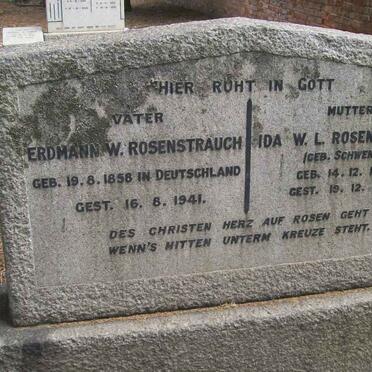 HIER RUHT IN GOTT
VATER
ERDMANN W. ROSENSTRAUCH
GEB. 19. 8. 1858 IN DEUTSCHLAND
GEST. 16. 8. 1941.
MUTTER
IDA W. L. ROSEN
(GEB. SCHWEN
GEB. 14. 12. 1
GEST. 19. 12.
DES CHRISTEN HERZ AUF ROSEN GEHT
WENN'S MITTEN UNTERM KREUZE STEHT.